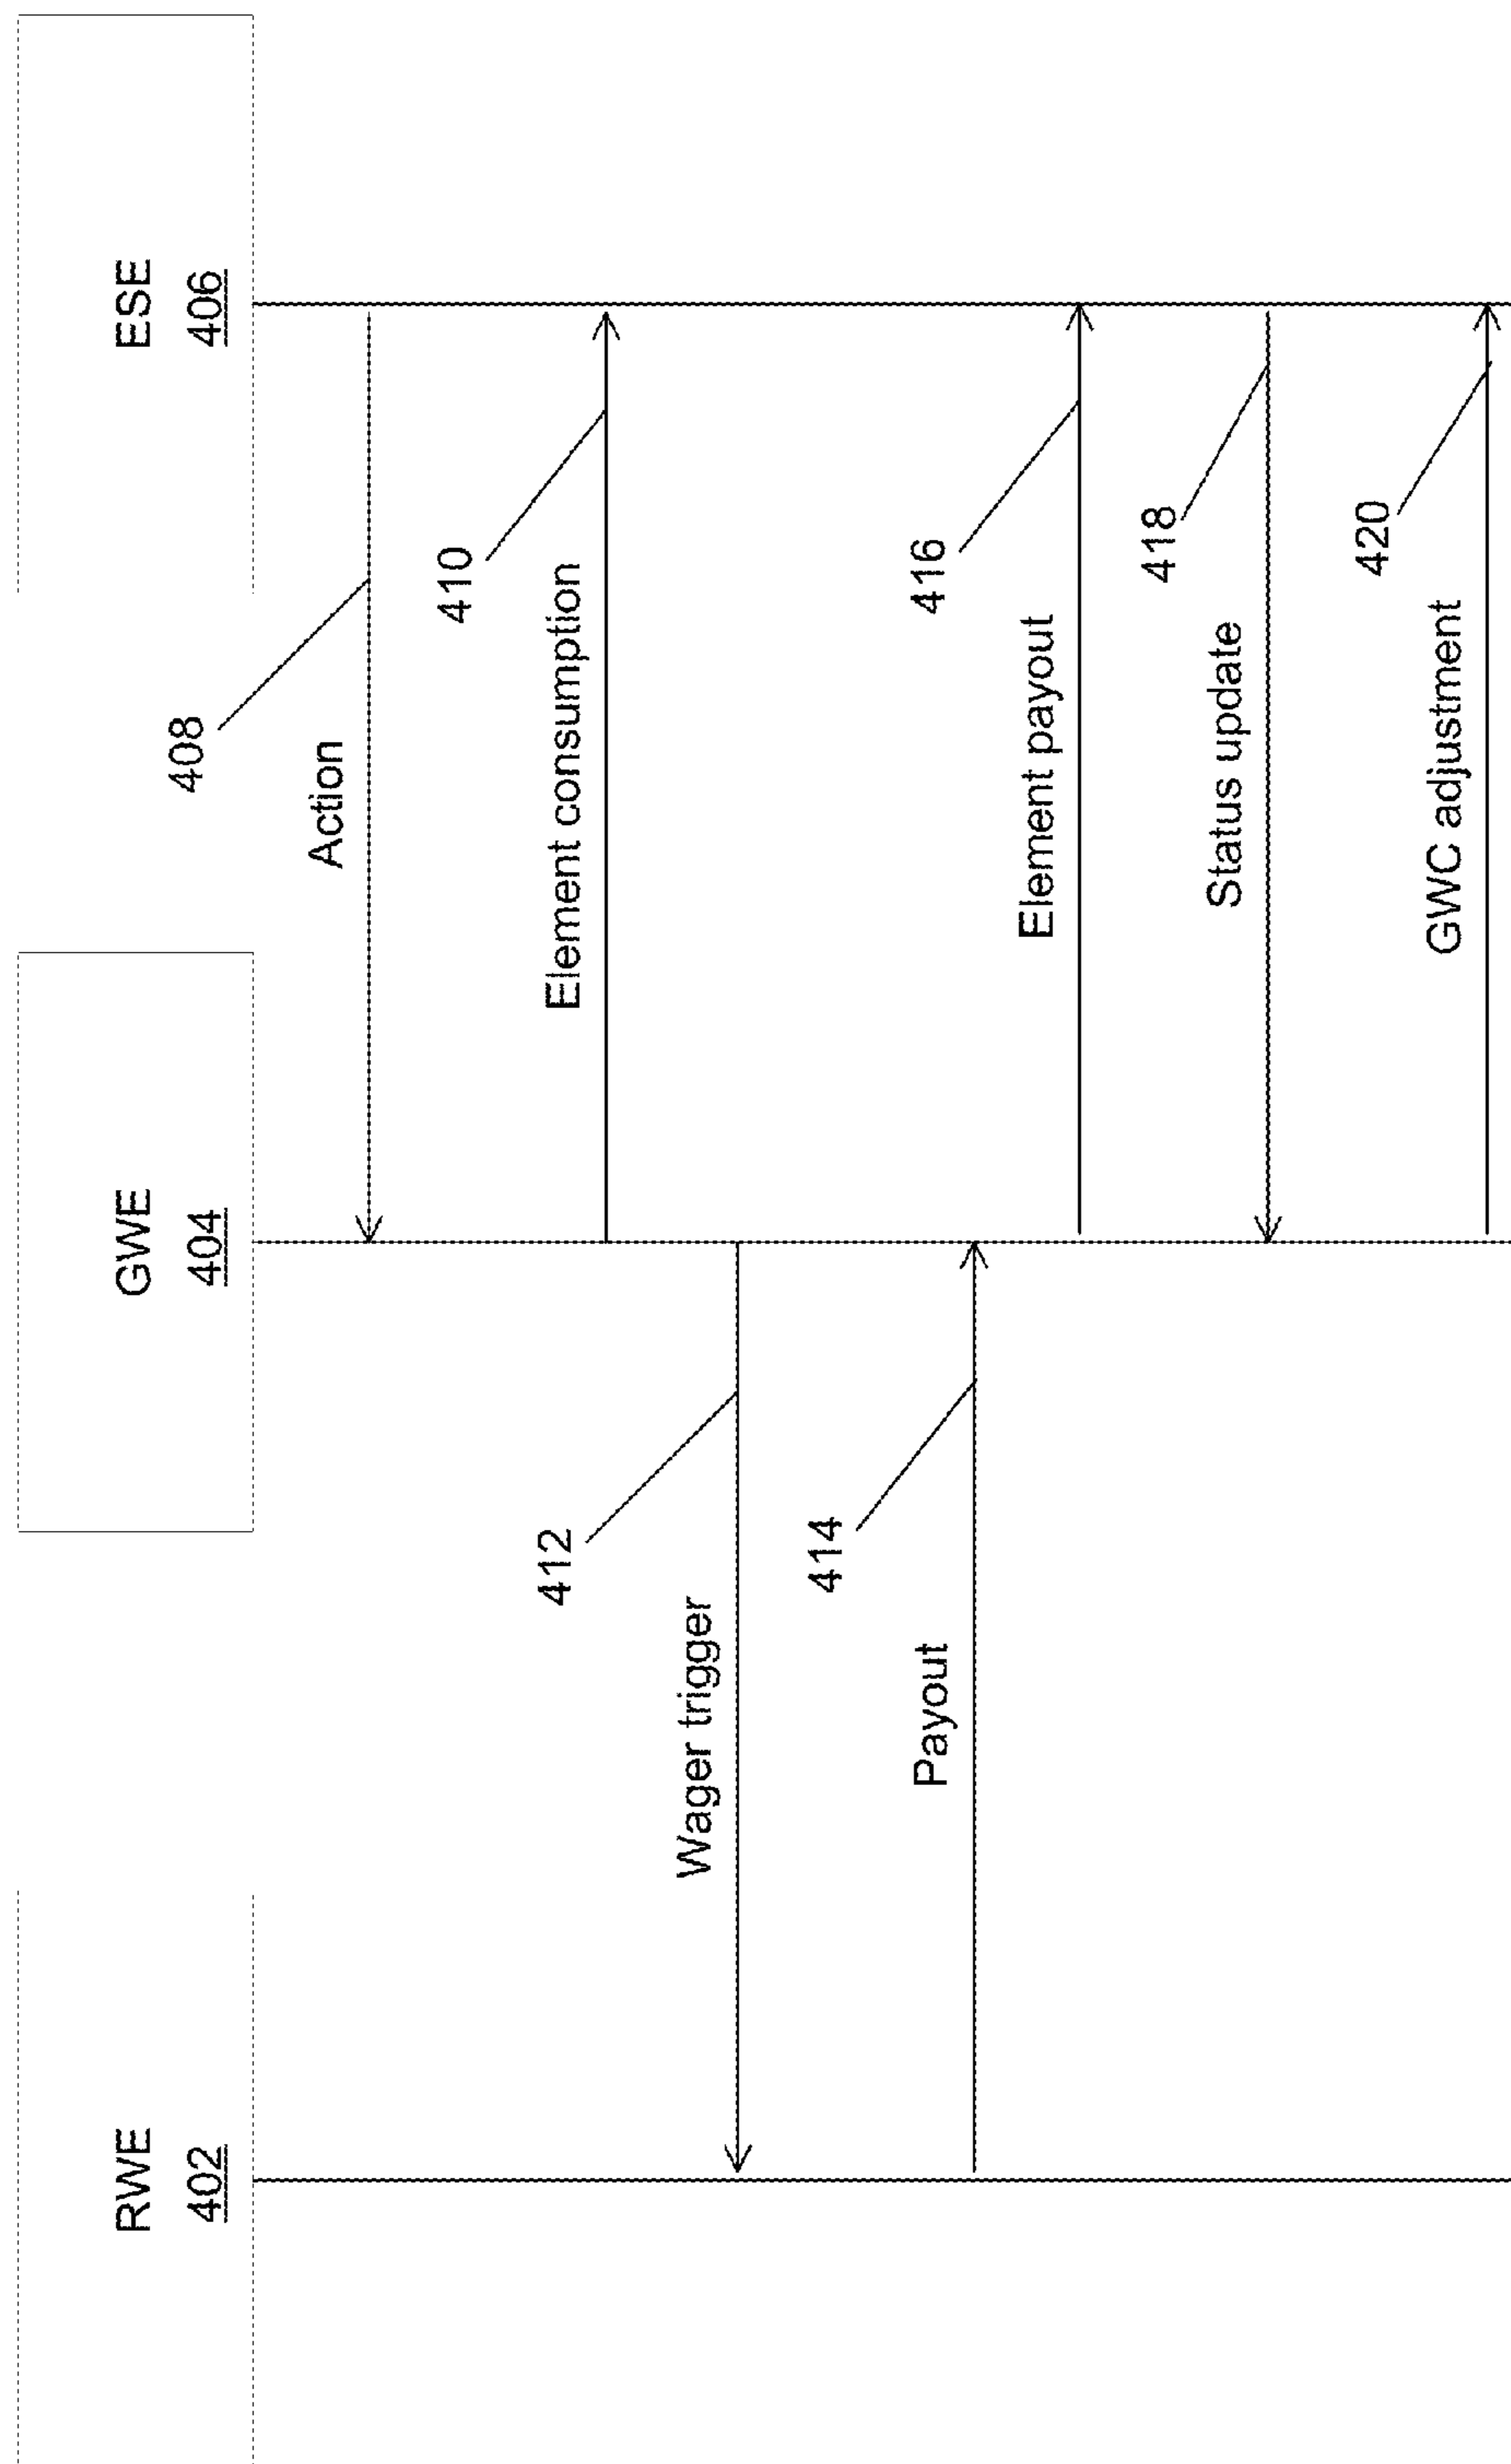 RWE
402
GWE
404
ESE
406
408
Action
410
Element consumption
412
Wager trigger
414
Payout
416
Element payout
418
Status update
420
GWC adjustment